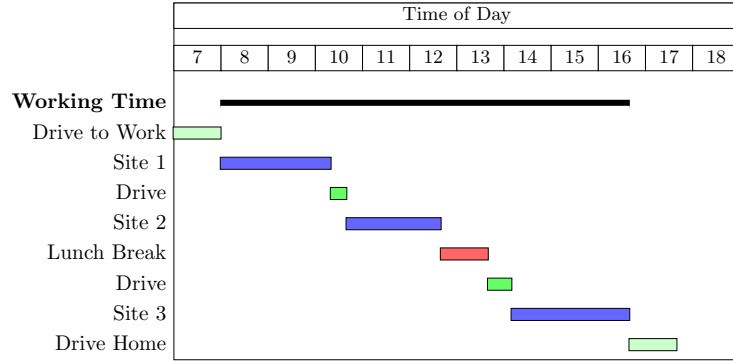 Time of Day
7 8 9 10 11 12 13 14 15 16 17 18
Working Time
Drive to Work
Site 1
Drive
Site 2
Lunch Break
Drive
Site 3
Drive Home